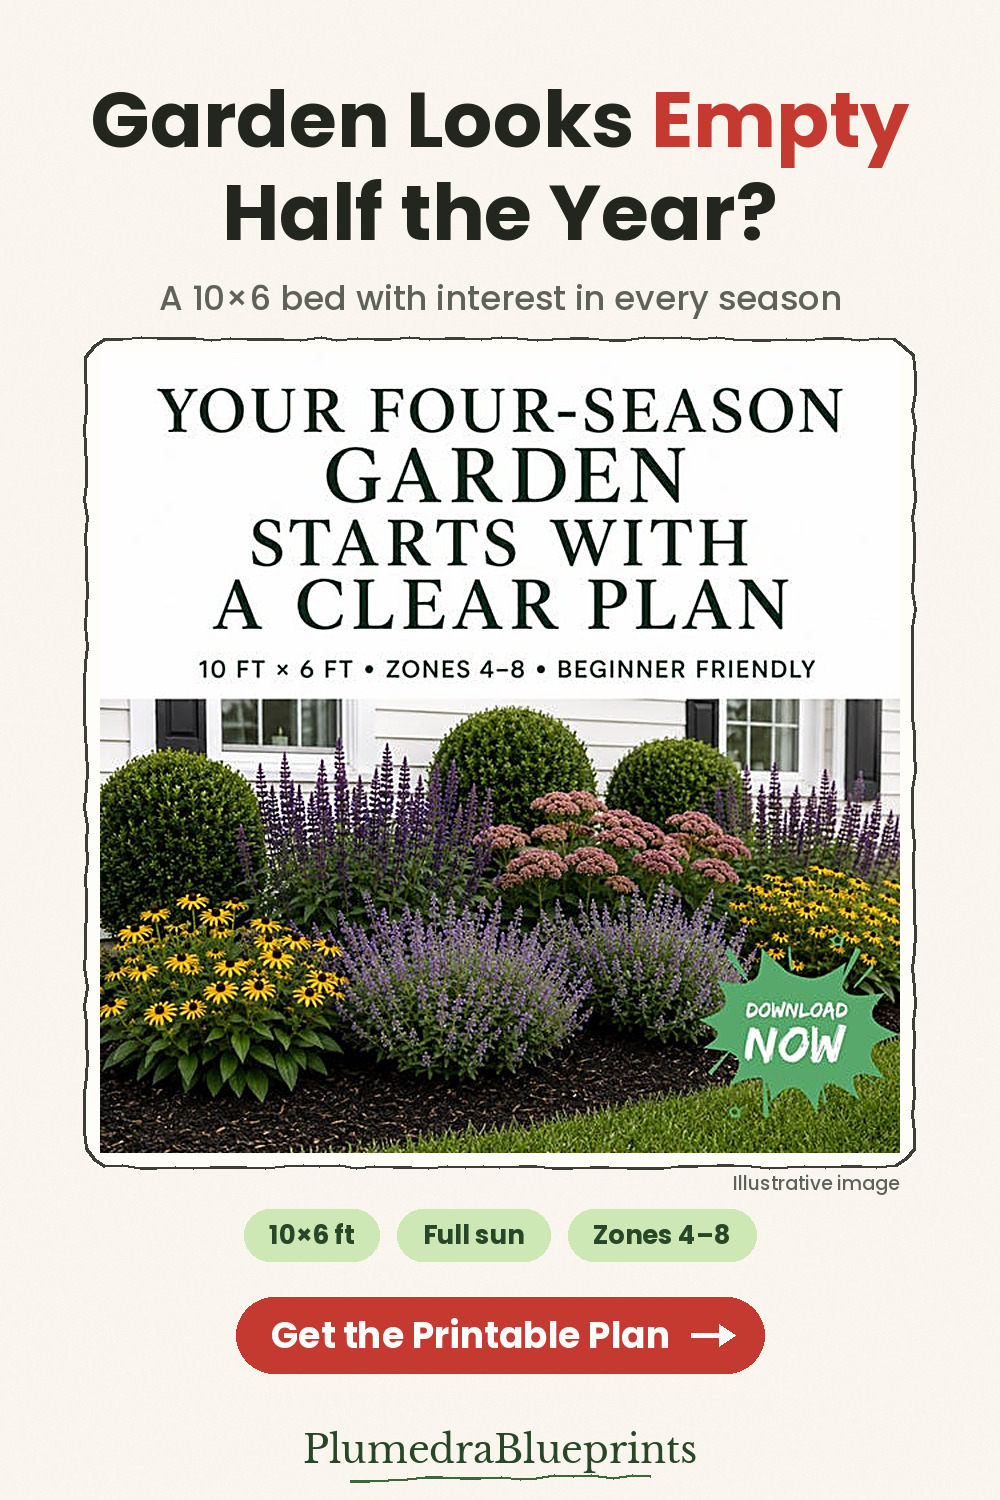 Garden Looks Empty
Half the Year?
A 10×6 bed with interest in every season
YOUR FOUR-SEASON
GARDEN
STARTS WITH
A CLEAR PLAN
10 FT × 6 FT • ZONES 4–8 • BEGINNER FRIENDLY
DOWNLOAD
NOW
Illustrative image
10×6 ft
Full sun
Zones 4–8
Get the Printable Plan →
PlumedraBlueprints